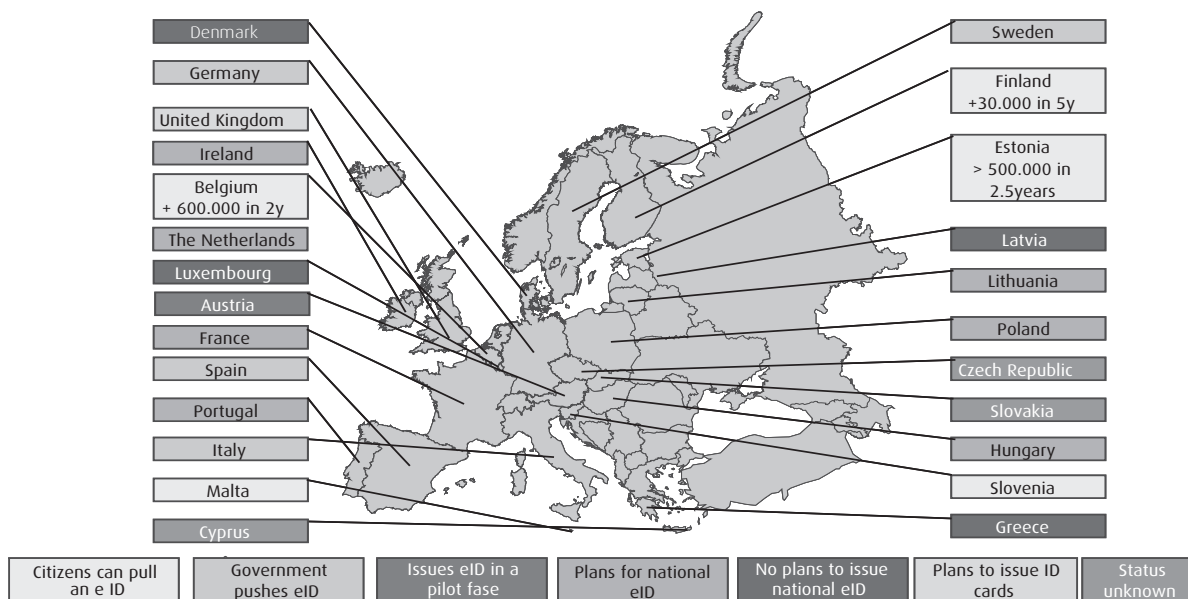 Denmark
Germany
United Kingdom
Ireland
Belgium
+ 600.000 in 2y
The Netherlands
Luxembourg
Austria
France
Spain
Portugal
Italy
Malta
Cyprus
Sweden
Finland
+30.000 in 5y
Estonia
> 500.000 in
2.5years
Latvia
Lithuania
Poland
Czech Republic
Slovakia
Hungary
Slovenia
Greece
Citizens can pull
an e ID
Government
pushes eID
Issues eID in a
pilot fase
Plans for national
eID
No plans to issue
national eID
Plans to issue ID
cards
Status
unknown